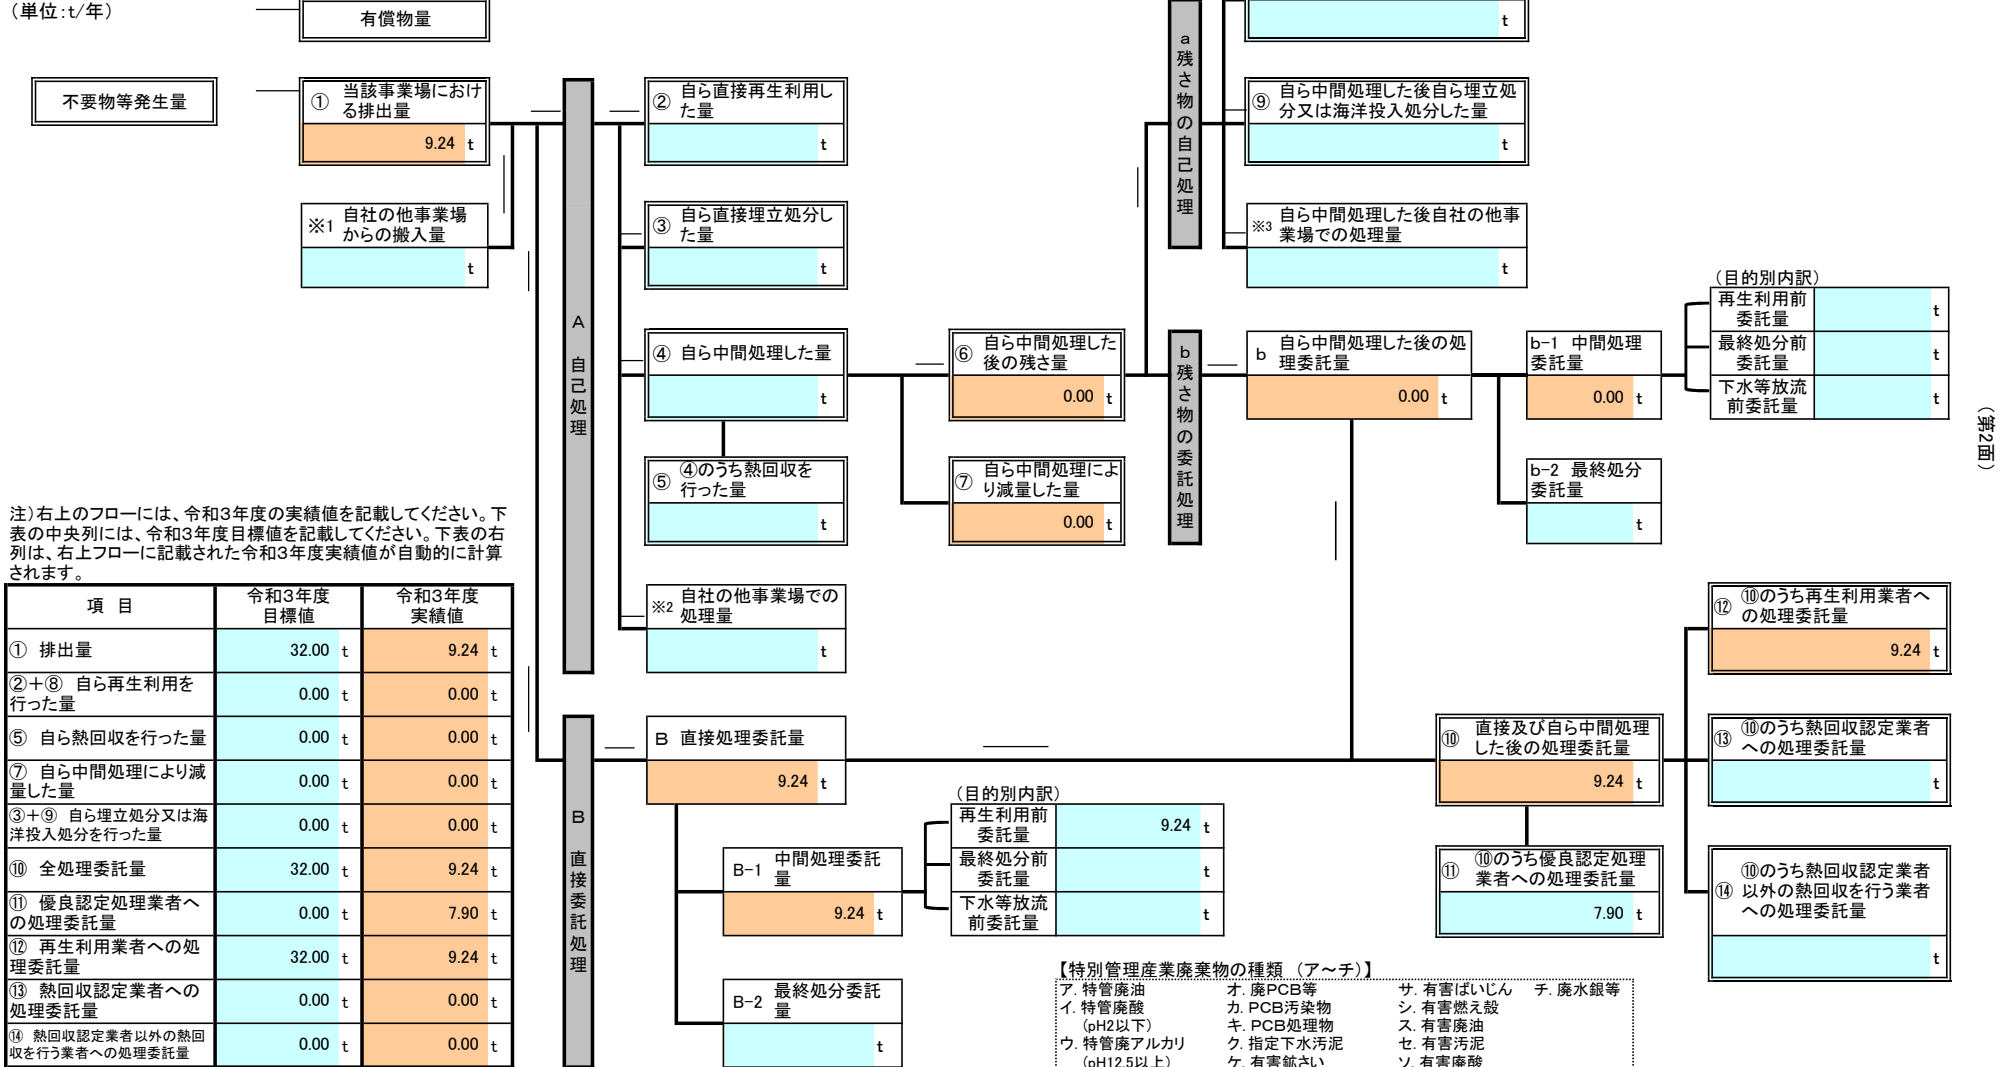 （単位：t/年）
有償物量
t
不要物等発生量
① 当該事業場におけ
る排出量
9.24 t
※1 自社の他事業場
からの搬入量
t
A 自己処理
② 自ら直接再生利用し
た量
t
③ 自ら直接埋立処分し
た量
t
④ 自ら中間処理した量
t
⑤ ④のうち熱回収を
行った量
t
※2 自社の他事業場での
処理量
t
⑥ 自ら中間処理した
後の残さ量
0.00 t
⑦ 自ら中間処理によ
り減量した量
0.00 t
a残さ物の自己処理
⑨ 自ら中間処理した後自ら埋立処
分又は海洋投入処分した量
t
※3 自ら中間処理した後自社の他事
業場での処理量
t
b残さ物の委託処理
b 自ら中間処理した後の処
理委託量
0.00 t
b-1 中間処理
委託量
0.00 t
b-2 最終処分
委託量
t
（目的別内訳）
再生利用前
委託量 t
最終処分前
委託量 t
下水等放流
前委託量 t
（第2面）
注）右上のフローには、令和3年度の実績値を記載してください。下
表の中央列には、令和3年度目標値を記載してください。下表の右
列は、右上フローに記載された令和3年度実績値が自動的に計算
されます。
項 目 令和3年度
目標値 令和3年度
実績値
① 排出量 32.00 t 9.24 t
②＋⑧ 自ら再生利用を
行った量 0.00 t 0.00 t
⑤ 自ら熱回収を行った量 0.00 t 0.00 t
⑦ 自ら中間処理により減
量した量 0.00 t 0.00 t
③＋⑨ 自ら埋立処分又は海
洋投入処分を行った量 0.00 t 0.00 t
⑩ 全処理委託量 32.00 t 9.24 t
⑪ 優良認定処理業者へ
の処理委託量 0.00 t 7.90 t
⑫ 再生利用業者への処
理委託量 32.00 t 9.24 t
⑬ 熱回収認定業者への
処理委託量 0.00 t 0.00 t
⑭ 熱回収認定業者以外の熱回
収を行う業者への処理委託量 0.00 t 0.00 t
B 直接委託処理
B 直接処理委託量
9.24 t
B-1 中間処理委託
量
9.24 t
B-2 最終処分委託
量
t
（目的別内訳）
再生利用前
委託量 9.24 t
最終処分前
委託量 t
下水等放流
前委託量 t
⑩ 直接及び自ら中間処理
した後の処理委託量
9.24 t
⑪ ⑩のうち優良認定処理
業者への処理委託量
7.90 t
⑫ ⑩のうち再生利用業者へ
の処理委託量
9.24 t
⑬ ⑩のうち熱回収認定業者
への処理委託量
t
⑭ ⑩のうち熱回収認定業者
以外の熱回収を行う業者
への処理委託量
t
【特別管理産業廃棄物の種類 （ア～チ）】
ア. 特管廃油 オ. 廃PCB等 サ. 有害ばいじん チ. 廃水銀等
イ. 特管廃酸 カ. PCB汚染物 シ. 有害燃え殻
（pH2以下） キ. PCB処理物 ス. 有害廃油
ウ. 特管廃アルカリ ク. 指定下水汚泥 セ. 有害汚泥
（pH12.5以上） ケ. 有害鉱さい ソ. 有害廃酸